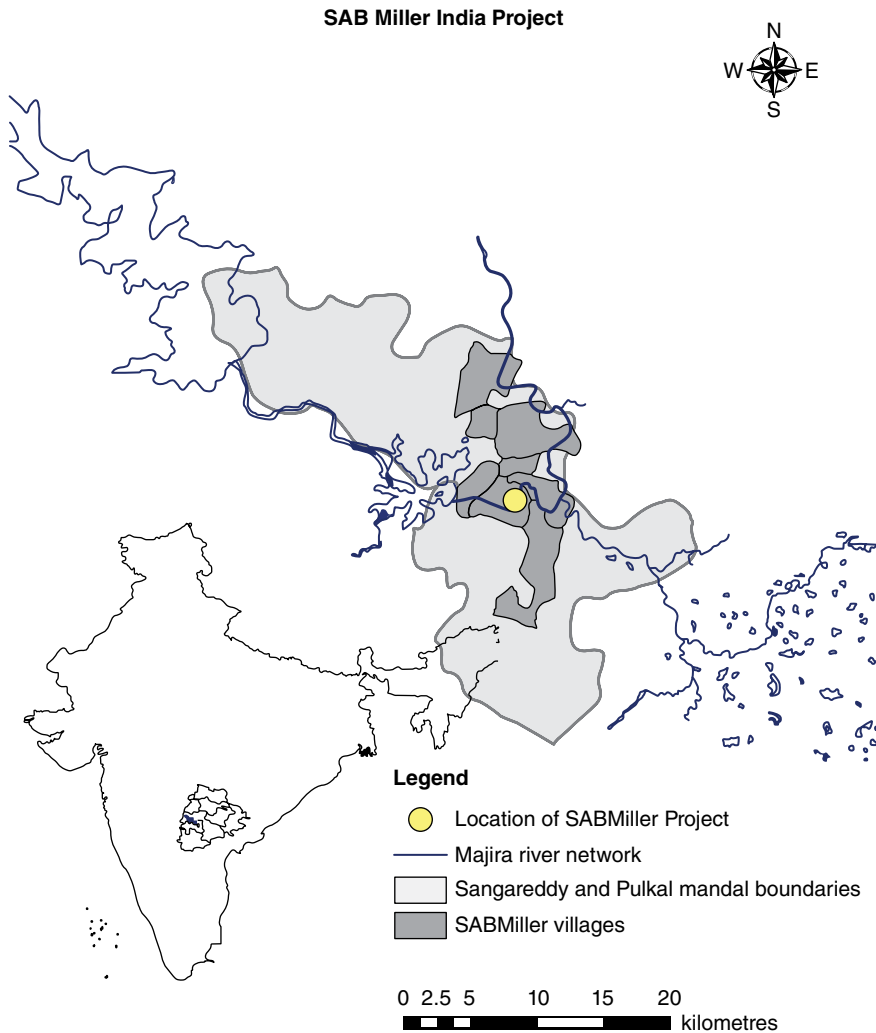 SAB Miller India Project
N
W E
S
Legend
Location of SABMiller Project
Majira river network
Sangareddy and Pulkal mandal boundaries
SABMiller villages
0 2.5 5 10 15 20
kilometres